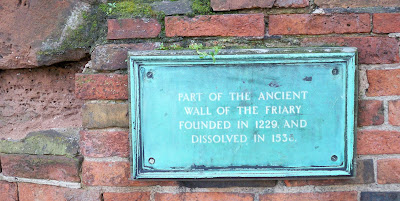 PART OF THE ANCIENT
WALL OF THE FRIARY
FOUNDED IN 1229. AND
DISSOLVED IN